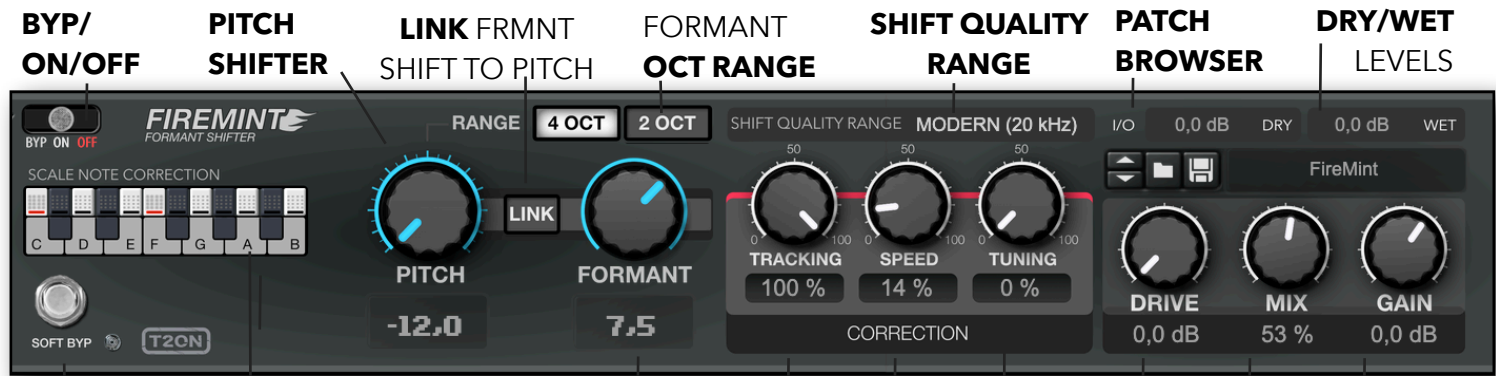 BYP/
ON/OFF
PITCH
SHIFTER
LINK FRMNT
SHIFT TO PITCH
FORMANT
OCT RANGE
SHIFT QUALITY
RANGE
PATCH
BROWSER
DRY/WET
LEVELS
BYP ON OFF
FIREMINT
FORMANT SHIFTER
RANGE
4 OCT
2 OCT
SHIFT QUALITY RANGE MODERN (20 kHz)
I/O 0,0 dB DRY 0,0 dB WET
SCALE NOTE CORRECTION
C D E F G A B
SOFT BYP
T2ON
PITCH
-12,0
LINK
FORMANT
7,5
50
0 100
TRACKING
100 %
50
0 100
SPEED
14 %
50
0 100
TUNING
0 %
CORRECTION
FireMint
DRIVE
0,0 dB
MIX
53 %
GAIN
0,0 dB